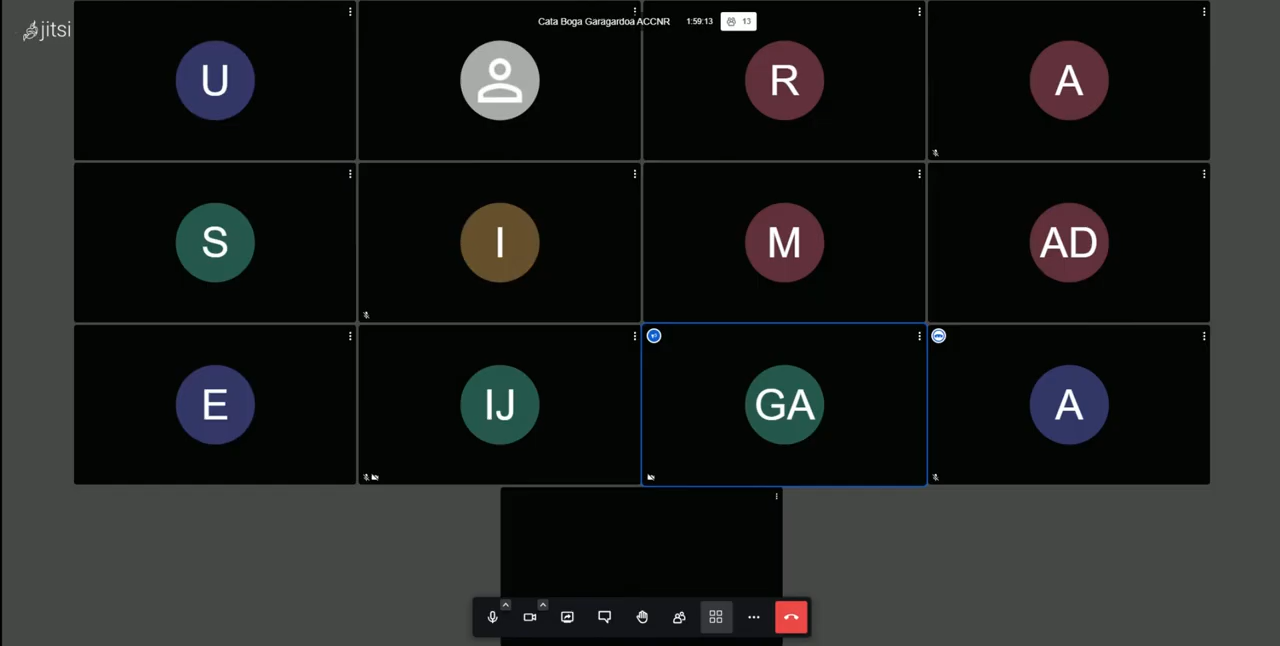 jitsi
Cata Boga Garagardoa ACCNR 1:59:13 13
U
R
A
S
I
M
AD
E
IJ
GA
A